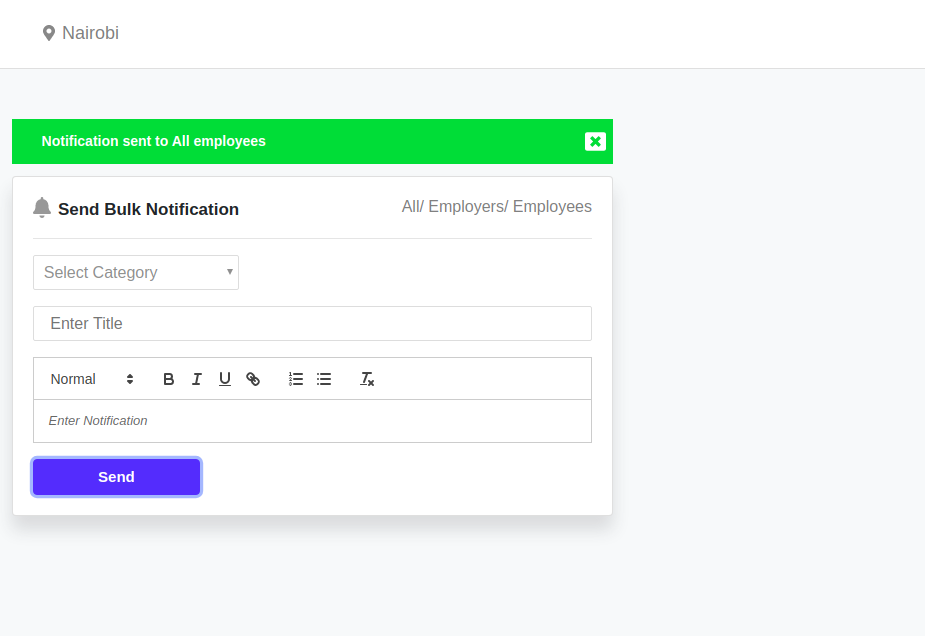 Nairobi
Notification sent to All employees
Send Bulk Notification
All/ Employers/ Employees
Select Category
Enter Title
Normal
Enter Notification
Send